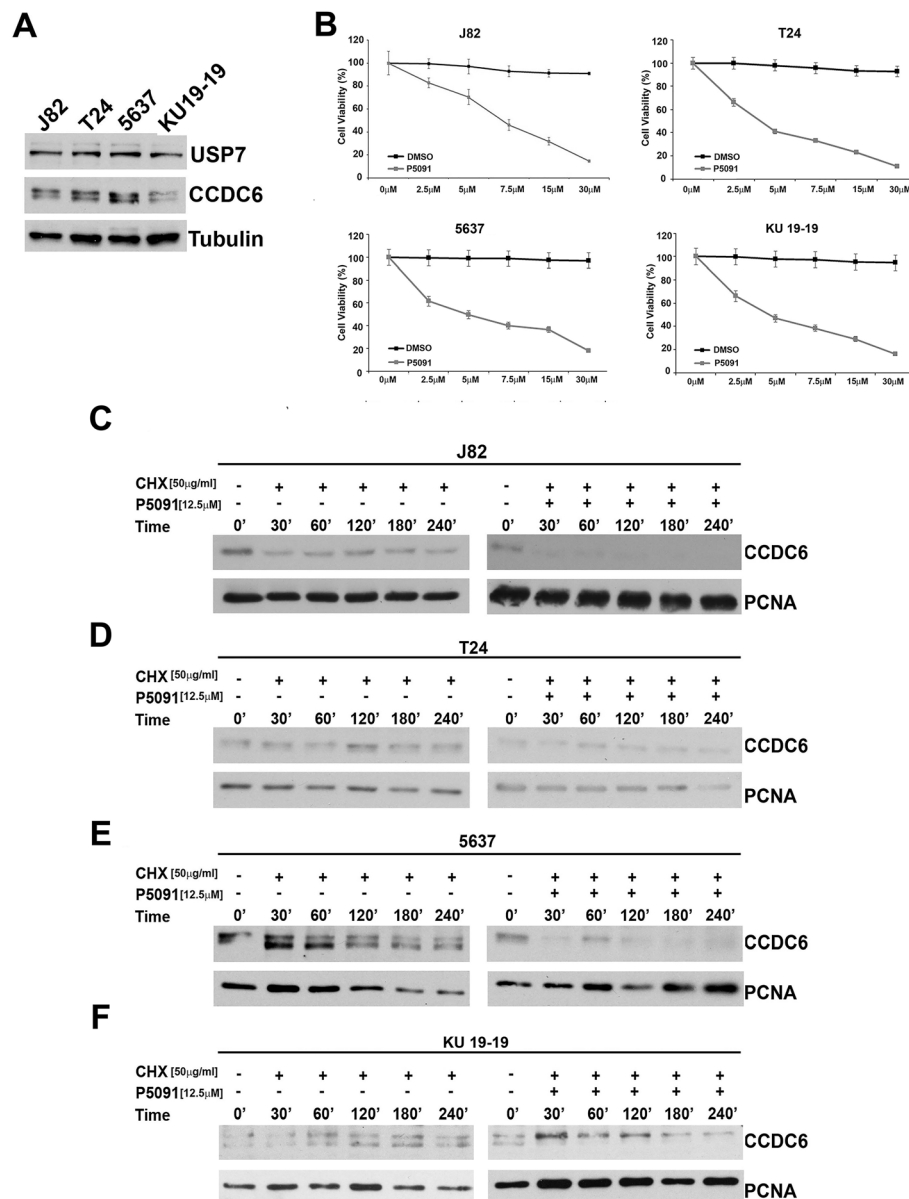 A
J82 T24 5637 KU19-19
USP7
CCDC6
Tubulin
B
J82
Cell Viability (%)
120
100
80
60
40
20
0
DMSO
P5091
0μM 2.5μM 5μM 7.5μM 15μM 30μM
T24
Cell Viability (%)
120
100
80
60
40
20
0
DMSO
P5091
0μM 2.5μM 5μM 7.5μM 15μM 30μM
5637
Cell Viability (%)
120
100
80
60
40
20
0
DMSO
P5091
0μM 2.5μM 5μM 7.5μM 15μM 30μM
KU 19-19
Cell Viability (%)
120
100
80
60
40
20
0
DMSO
P5091
0μM 2.5μM 5μM 7.5μM 15μM 30μM
C
J82
CHX [50μg/ml] - + + + + + - + + + + +
P5091[12.5μM] - - - - - - - + + + + +
Time 0' 30' 60' 120' 180' 240' 0' 30' 60' 120' 180' 240'
CCDC6
PCNA
D
T24
CHX [50μg/ml] - + + + + + - + + + + +
P5091[12.5μM] - - - - - - - + + + + +
Time 0' 30' 60' 120' 180' 240' 0' 30' 60' 120' 180' 240'
CCDC6
PCNA
E
5637
CHX [50μg/ml] - + + + + + - + + + + +
P5091[12.5μM] - - - - - - - + + + + +
Time 0' 30' 60' 120' 180' 240' 0' 30' 60' 120' 180' 240'
CCDC6
PCNA
F
KU 19-19
CHX [50μg/ml] - + + + + + - + + + + +
P5091[12.5μM] - - - - - - - + + + + +
Time 0' 30' 60' 120' 180' 240' 0' 30' 60' 120' 180' 240'
CCDC6
PCNA